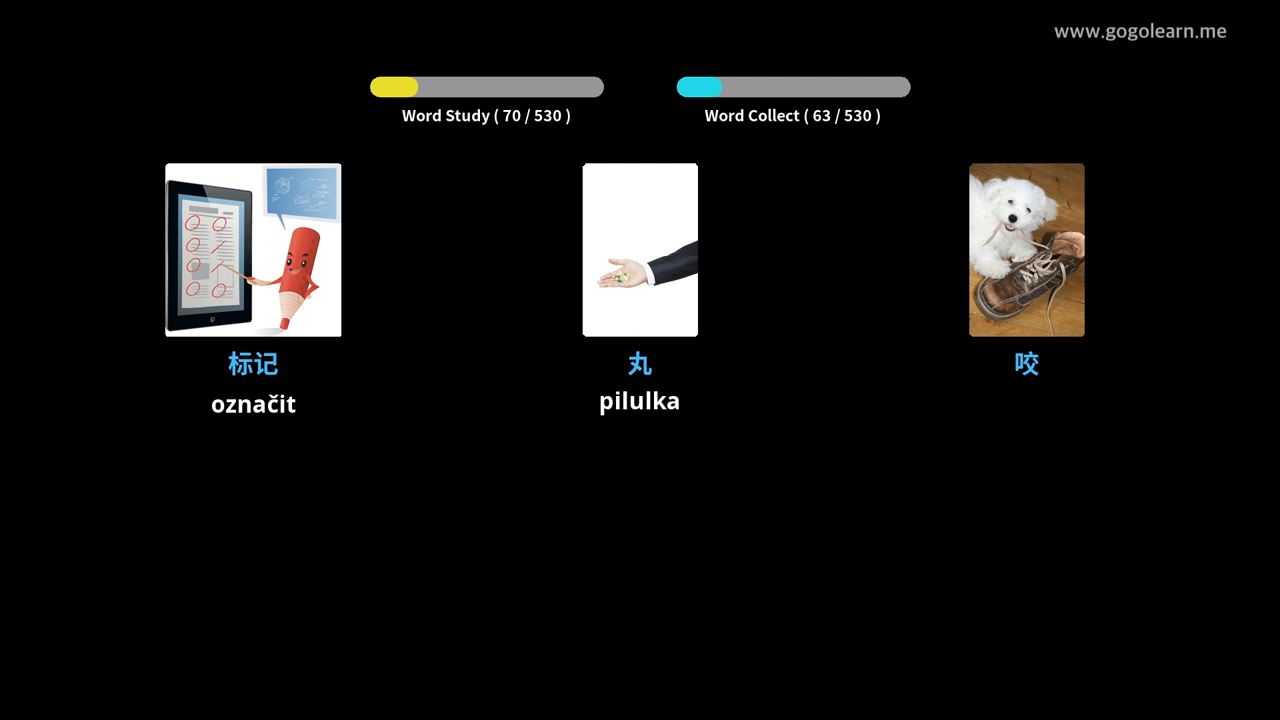 www.gogolearn.me
Word Study ( 70 / 530 )
Word Collect ( 63 / 530 )
标记
označit
丸
pilulka
咬